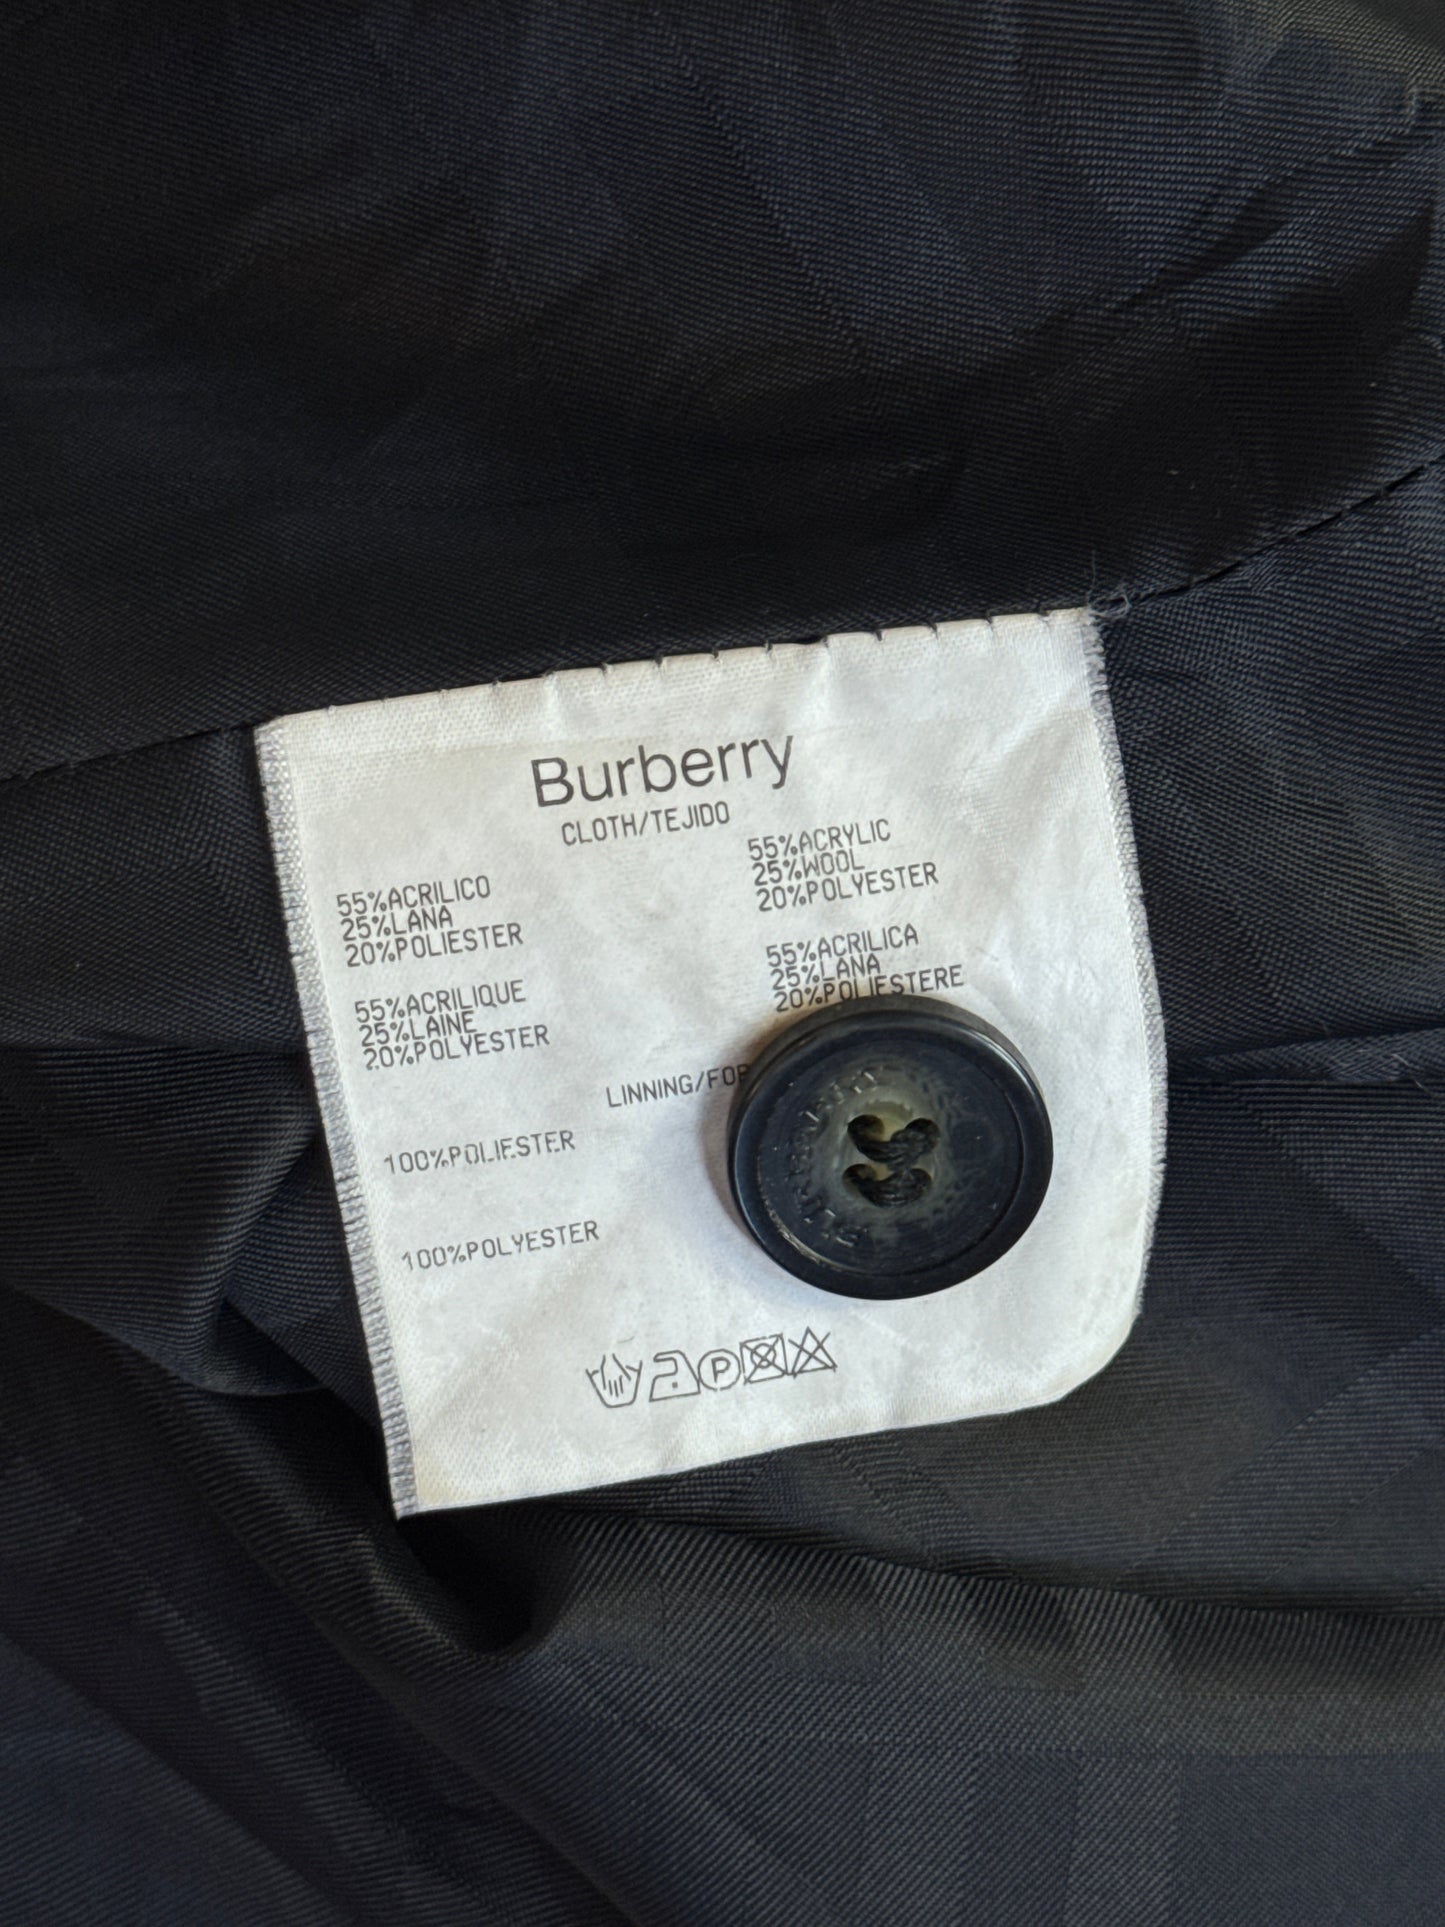 Burberry
CLOTH/TEJIDO
55%ACRILICO
25%LANA
20%POLIESTER
55%ACRYLIC
25%WOOL
20%POLYESTER
55%ACRILIQUE
25%LAINE
20%POLYESTER
55%ACRILICA
25%LANA
20%POLIESTERE
LINNING/FOR
100%POLIESTER
100%POLYESTER
P